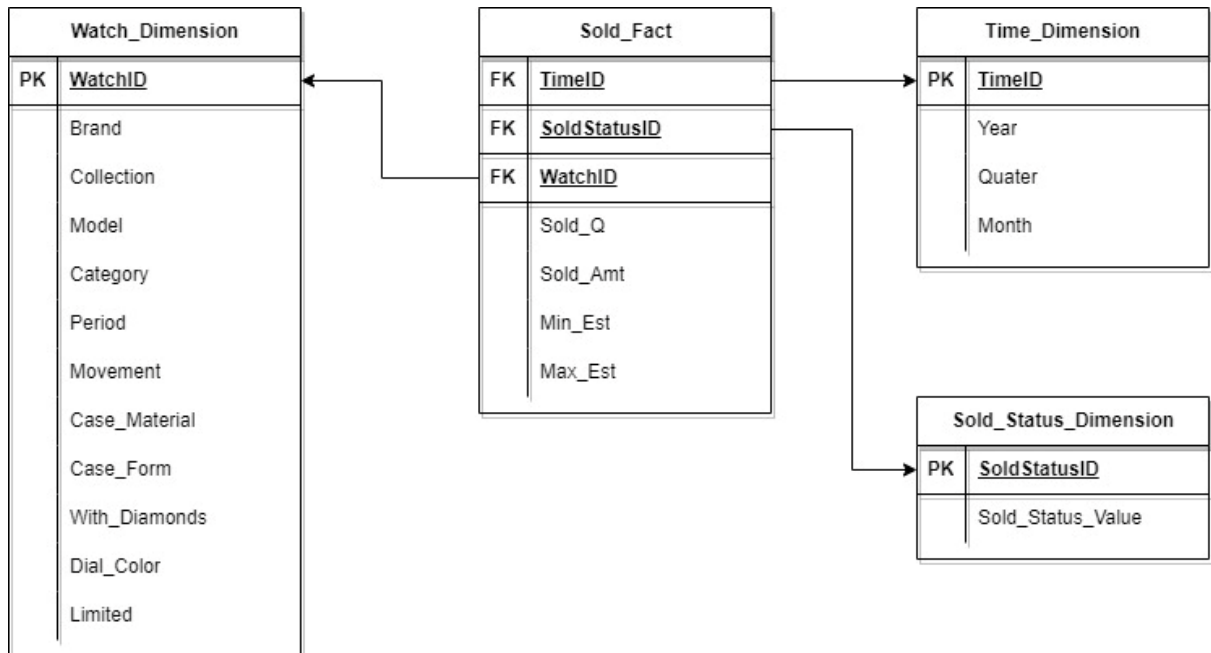 Watch_Dimension
PK WatchID
Brand
Collection
Model
Category
Period
Movement
Case_Material
Case_Form
With_Diamonds
Dial_Color
Limited
Sold_Fact
FK TimeID
FK SoldStatusID
FK WatchID
Sold_Q
Sold_Amt
Min_Est
Max_Est
Time_Dimension
PK TimeID
Year
Quater
Month
Sold_Status_Dimension
PK SoldStatusID
Sold_Status_Value